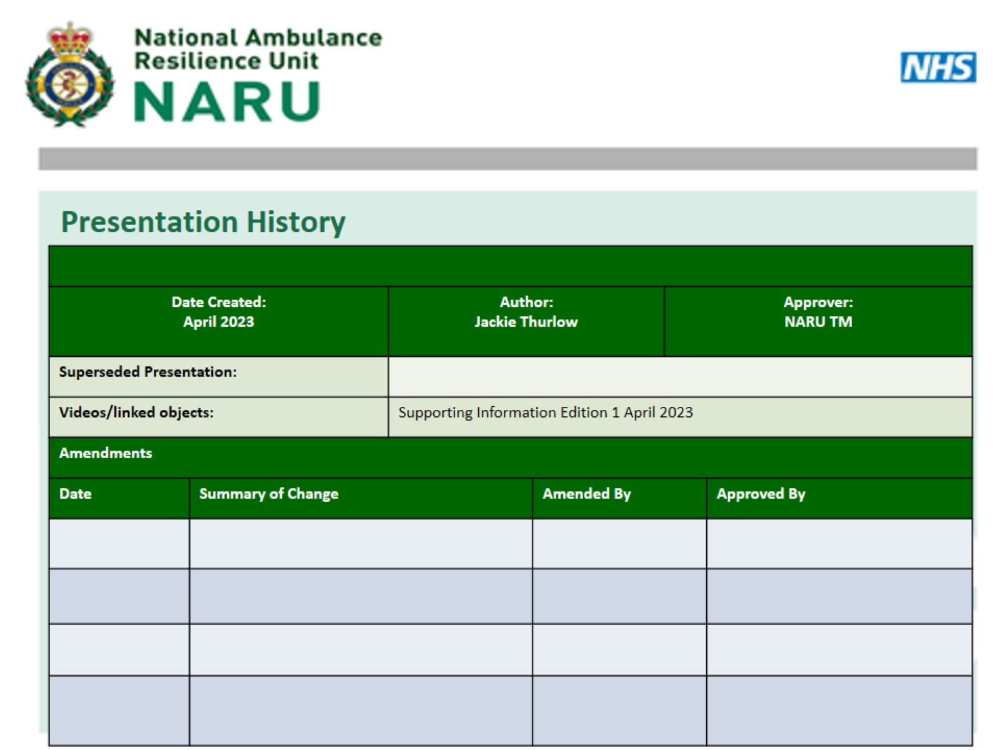 National Ambulance
Resilience Unit
NARU
NHS
Presentation History
Date Created:
April 2023
Author:
Jackie Thurlow
Approver:
NARU TM
Superseded Presentation:
Videos/linked objects:
Supporting Information Edition 1 April 2023
Amendments
Date
Summary of Change
Amended By
Approved By